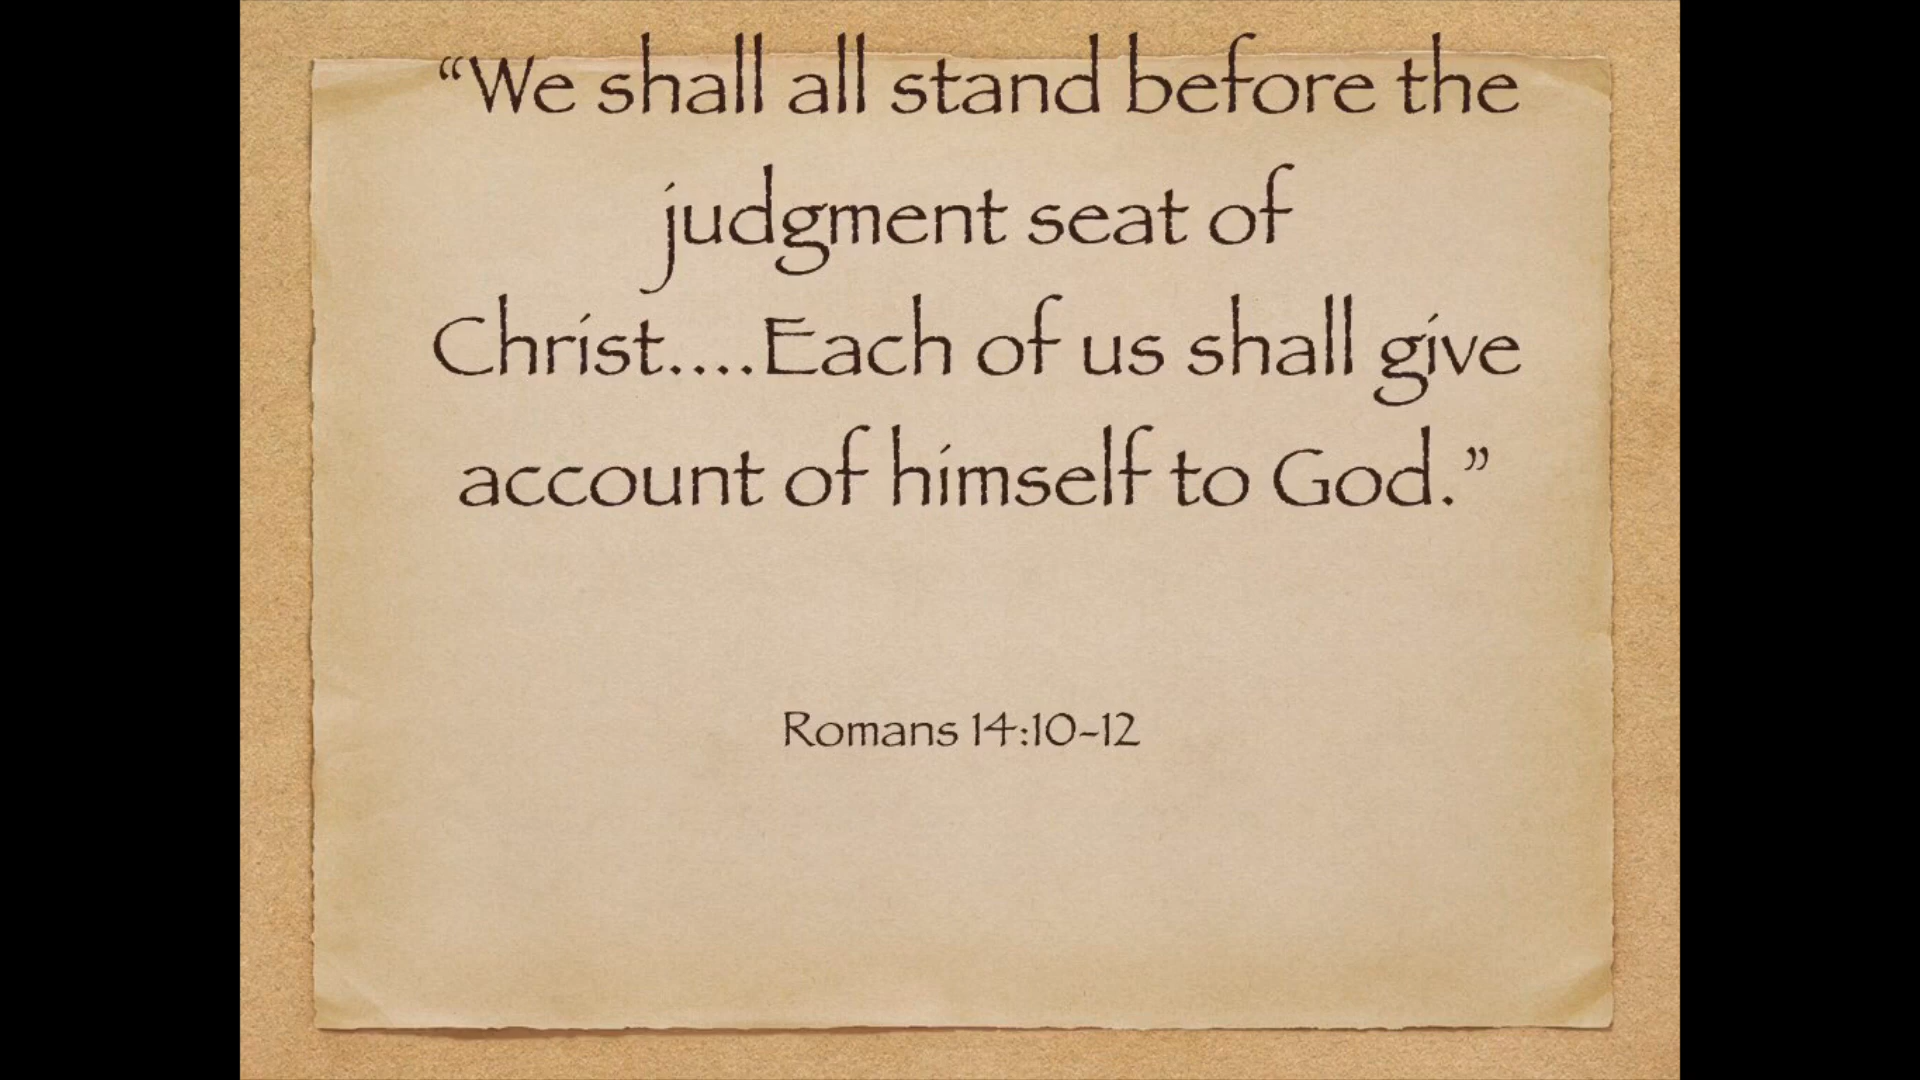 “We shall all stand before the
judgment seat of
Christ....Each of us shall give
account of himself to God.”
Romans 14:10-12